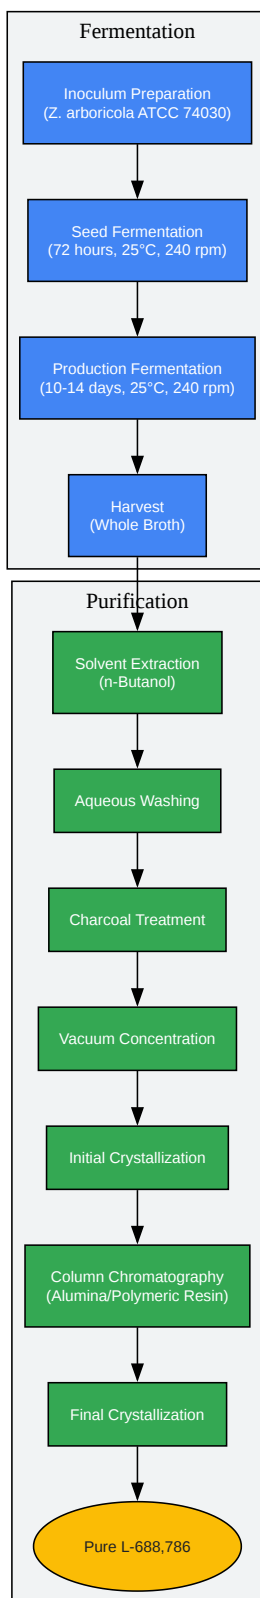 Fermentation
Inoculum Preparation
(Z. arboricola ATCC 74030)
Seed Fermentation
(72 hours, 25°C, 240 rpm)
Production Fermentation
(10-14 days, 25°C, 240 rpm)
Harvest
(Whole Broth)
Purification
Solvent Extraction
(n-Butanol)
Aqueous Washing
Charcoal Treatment
Vacuum Concentration
Initial Crystallization
Column Chromatography
(Alumina/Polymeric Resin)
Final Crystallization
Pure L-688,786